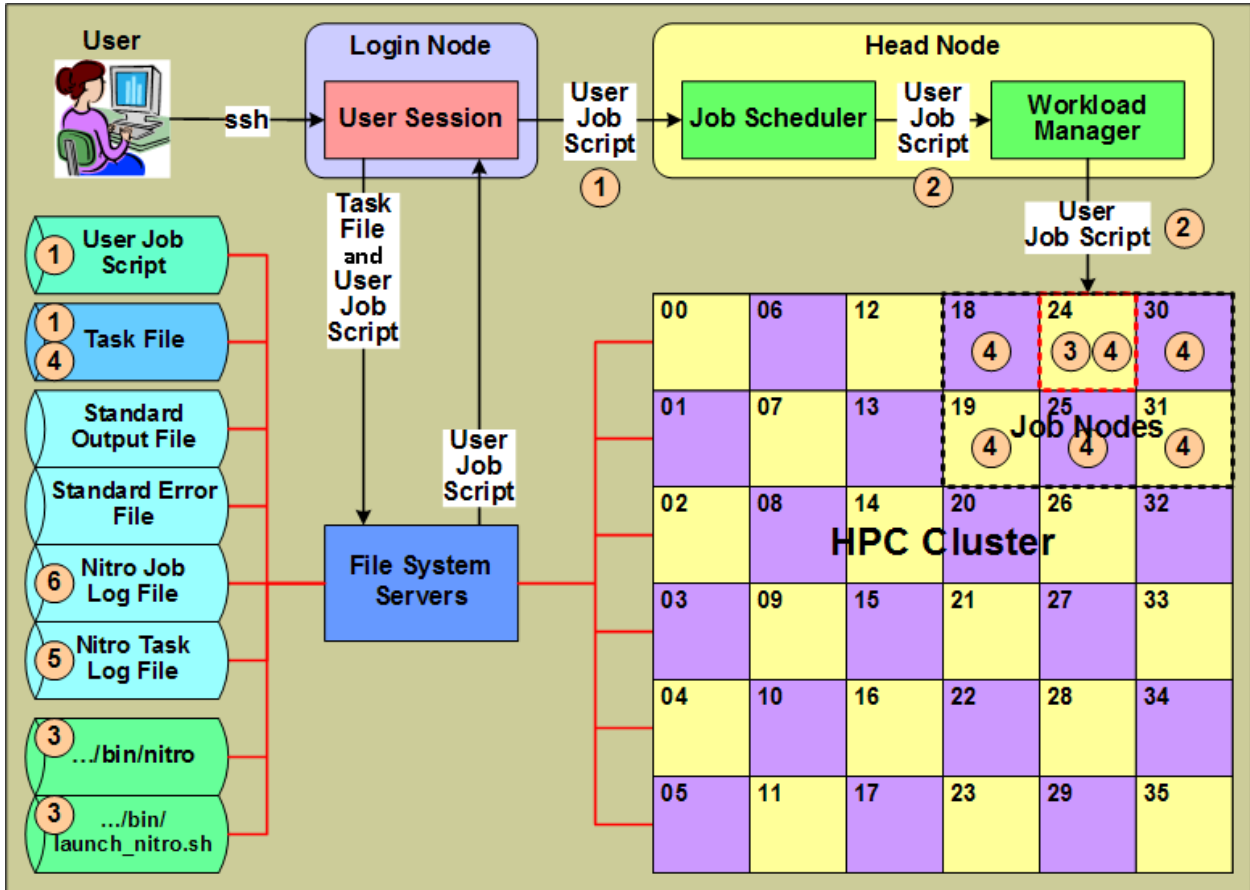 User
Login Node
Head Node
ssh
User Session
User
Job
Script
1
Job Scheduler
User
Job
Script
2
Workload
Manager
User
Job Script
2
Task
File
and
User
Job
Script
User
Job
Script
File System
Servers
1
User Job
Script
1
4
Task File
Standard
Output File
Standard Error
File
6
Nitro Job
Log File
5
Nitro Task
Log File
3
.../bin/nitro
3
.../bin/
launch_nitro.sh
00 06 12 18 24 30
4 3 4 4
01 07 13 19 25 31
Job Nodes
4 4 4
02 08 14 20 26 32
HPC Cluster
03 09 15 21 27 33
04 10 16 22 28 34
05 11 17 23 29 35